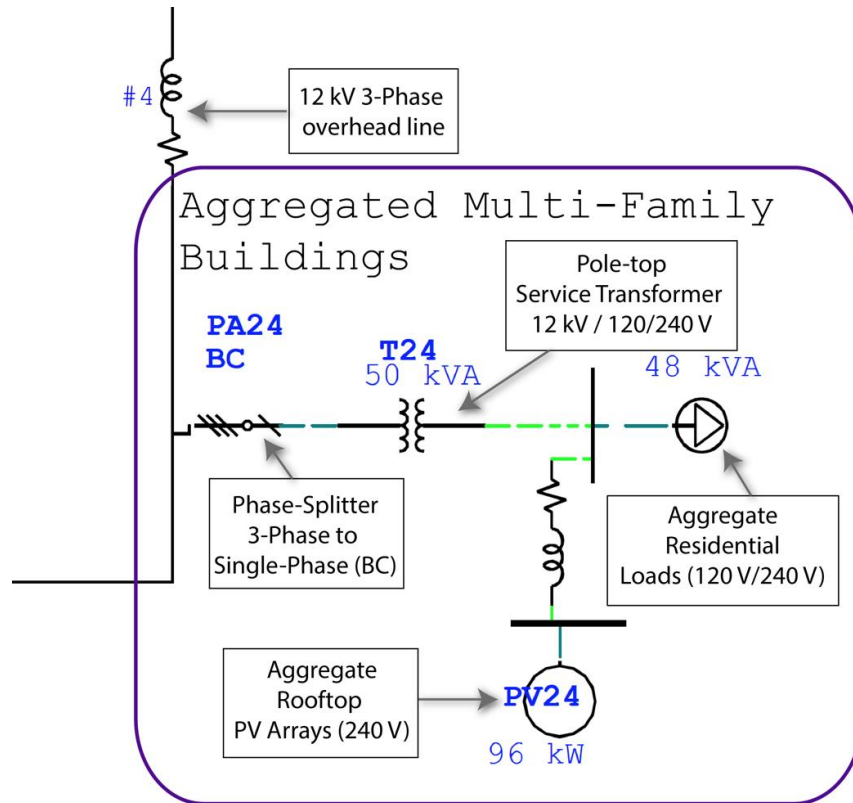 #4
12 kV 3-Phase
overhead line
Aggregated Multi-Family
Buildings
Pole-top
Service Transformer
12 kV / 120/240 V
PA24
BC
T24
50 kVA
48 kVA
Phase-Splitter
3-Phase to
Single-Phase (BC)
Aggregate
Residential
Loads (120 V/240 V)
Aggregate
Rooftop
PV Arrays (240 V)
PV24
96 kW